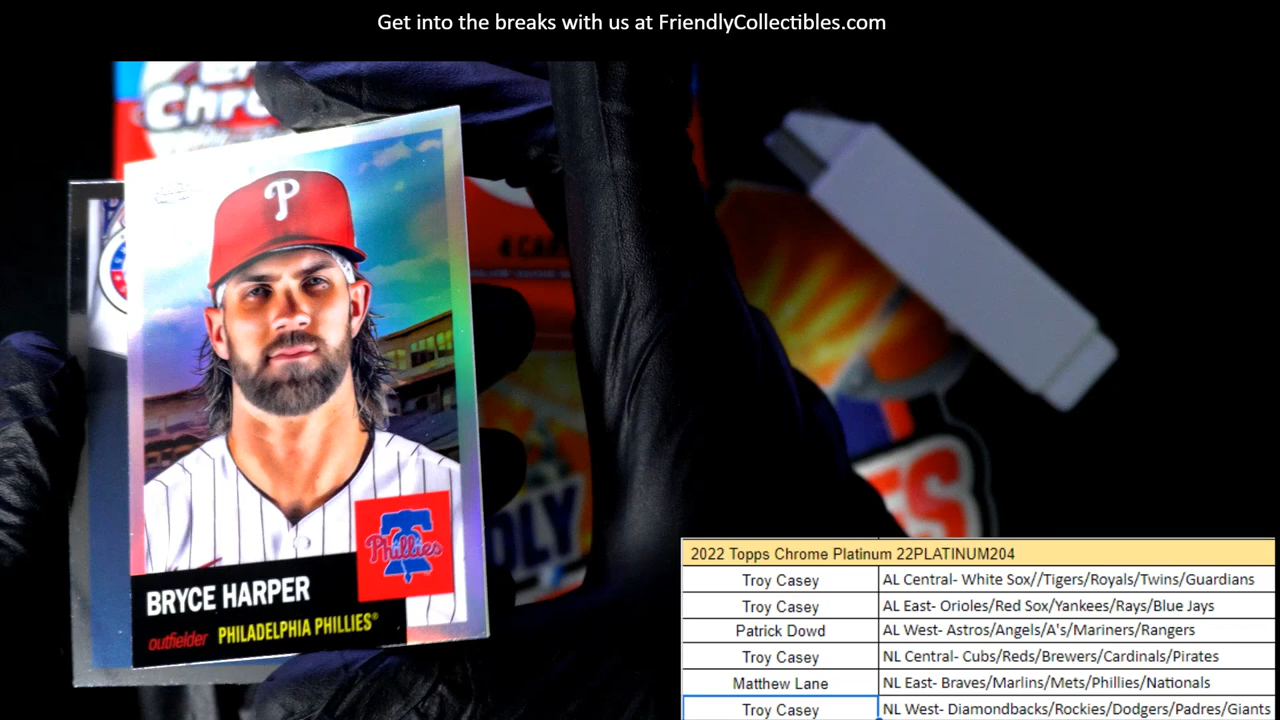 Get into the breaks with us at FriendlyCollectibles.com
P
Phillies
BRYCE HARPER
outfielder PHILADELPHIA PHILLIES®
2022 Topps Chrome Platinum 22PLATINUM204
Troy Casey AL Central- White Sox//Tigers/Royals/Twins/Guardians
Troy Casey AL East- Orioles/Red Sox/Yankees/Rays/Blue Jays
Patrick Dowd AL West- Astros/Angels/A's/Mariners/Rangers
Troy Casey NL Central- Cubs/Reds/Brewers/Cardinals/Pirates
Matthew Lane NL East- Braves/Marlins/Mets/Phillies/Nationals
Troy Casey NL West- Diamondbacks/Rockies/Dodgers/Padres/Giants